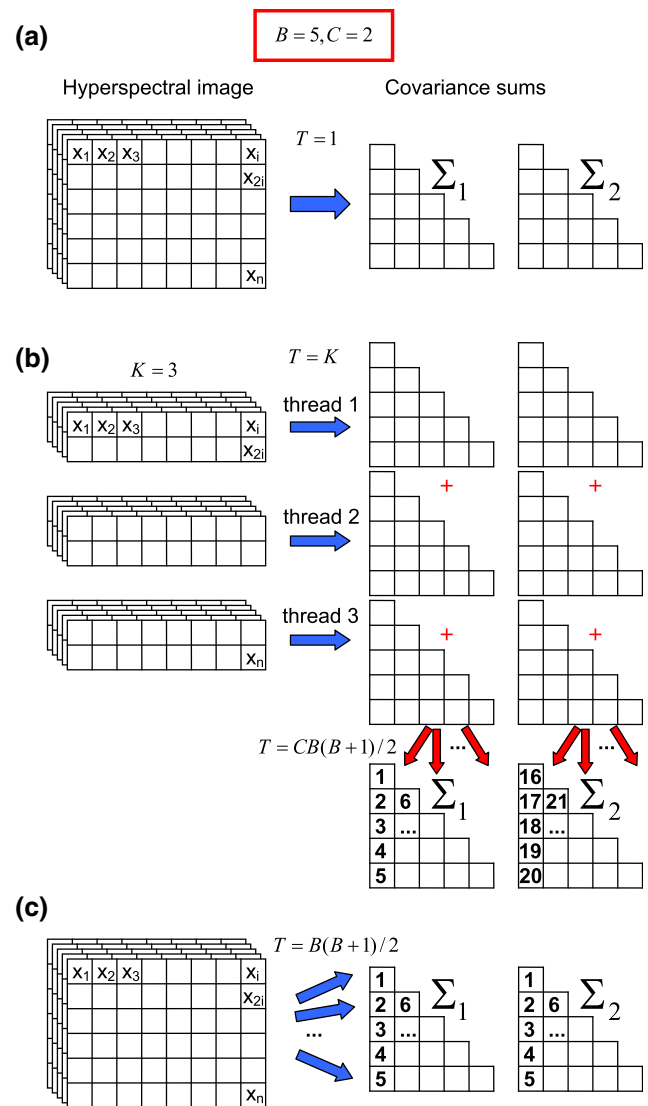 (a)
B = 5, C = 2
Hyperspectral image
Covariance sums
T = 1
x1 x2 x3 xi
x2i
xn
Σ1
Σ2
(b)
K = 3
T = K
thread 1
x1 x2 x3 xi
x2i
+ +
thread 2
thread 3
+ +
xn
T = CB(B+1)/2
... ...
1 16
2 6 Σ1 17 21 Σ2
3 ... 18 ...
4 19
5 20
(c)
T = B(B+1)/2
x1 x2 x3 xi
x2i
...
xn
1 1
2 6 Σ1 2 6 Σ2
3 ... 3 ...
4 4
5 5